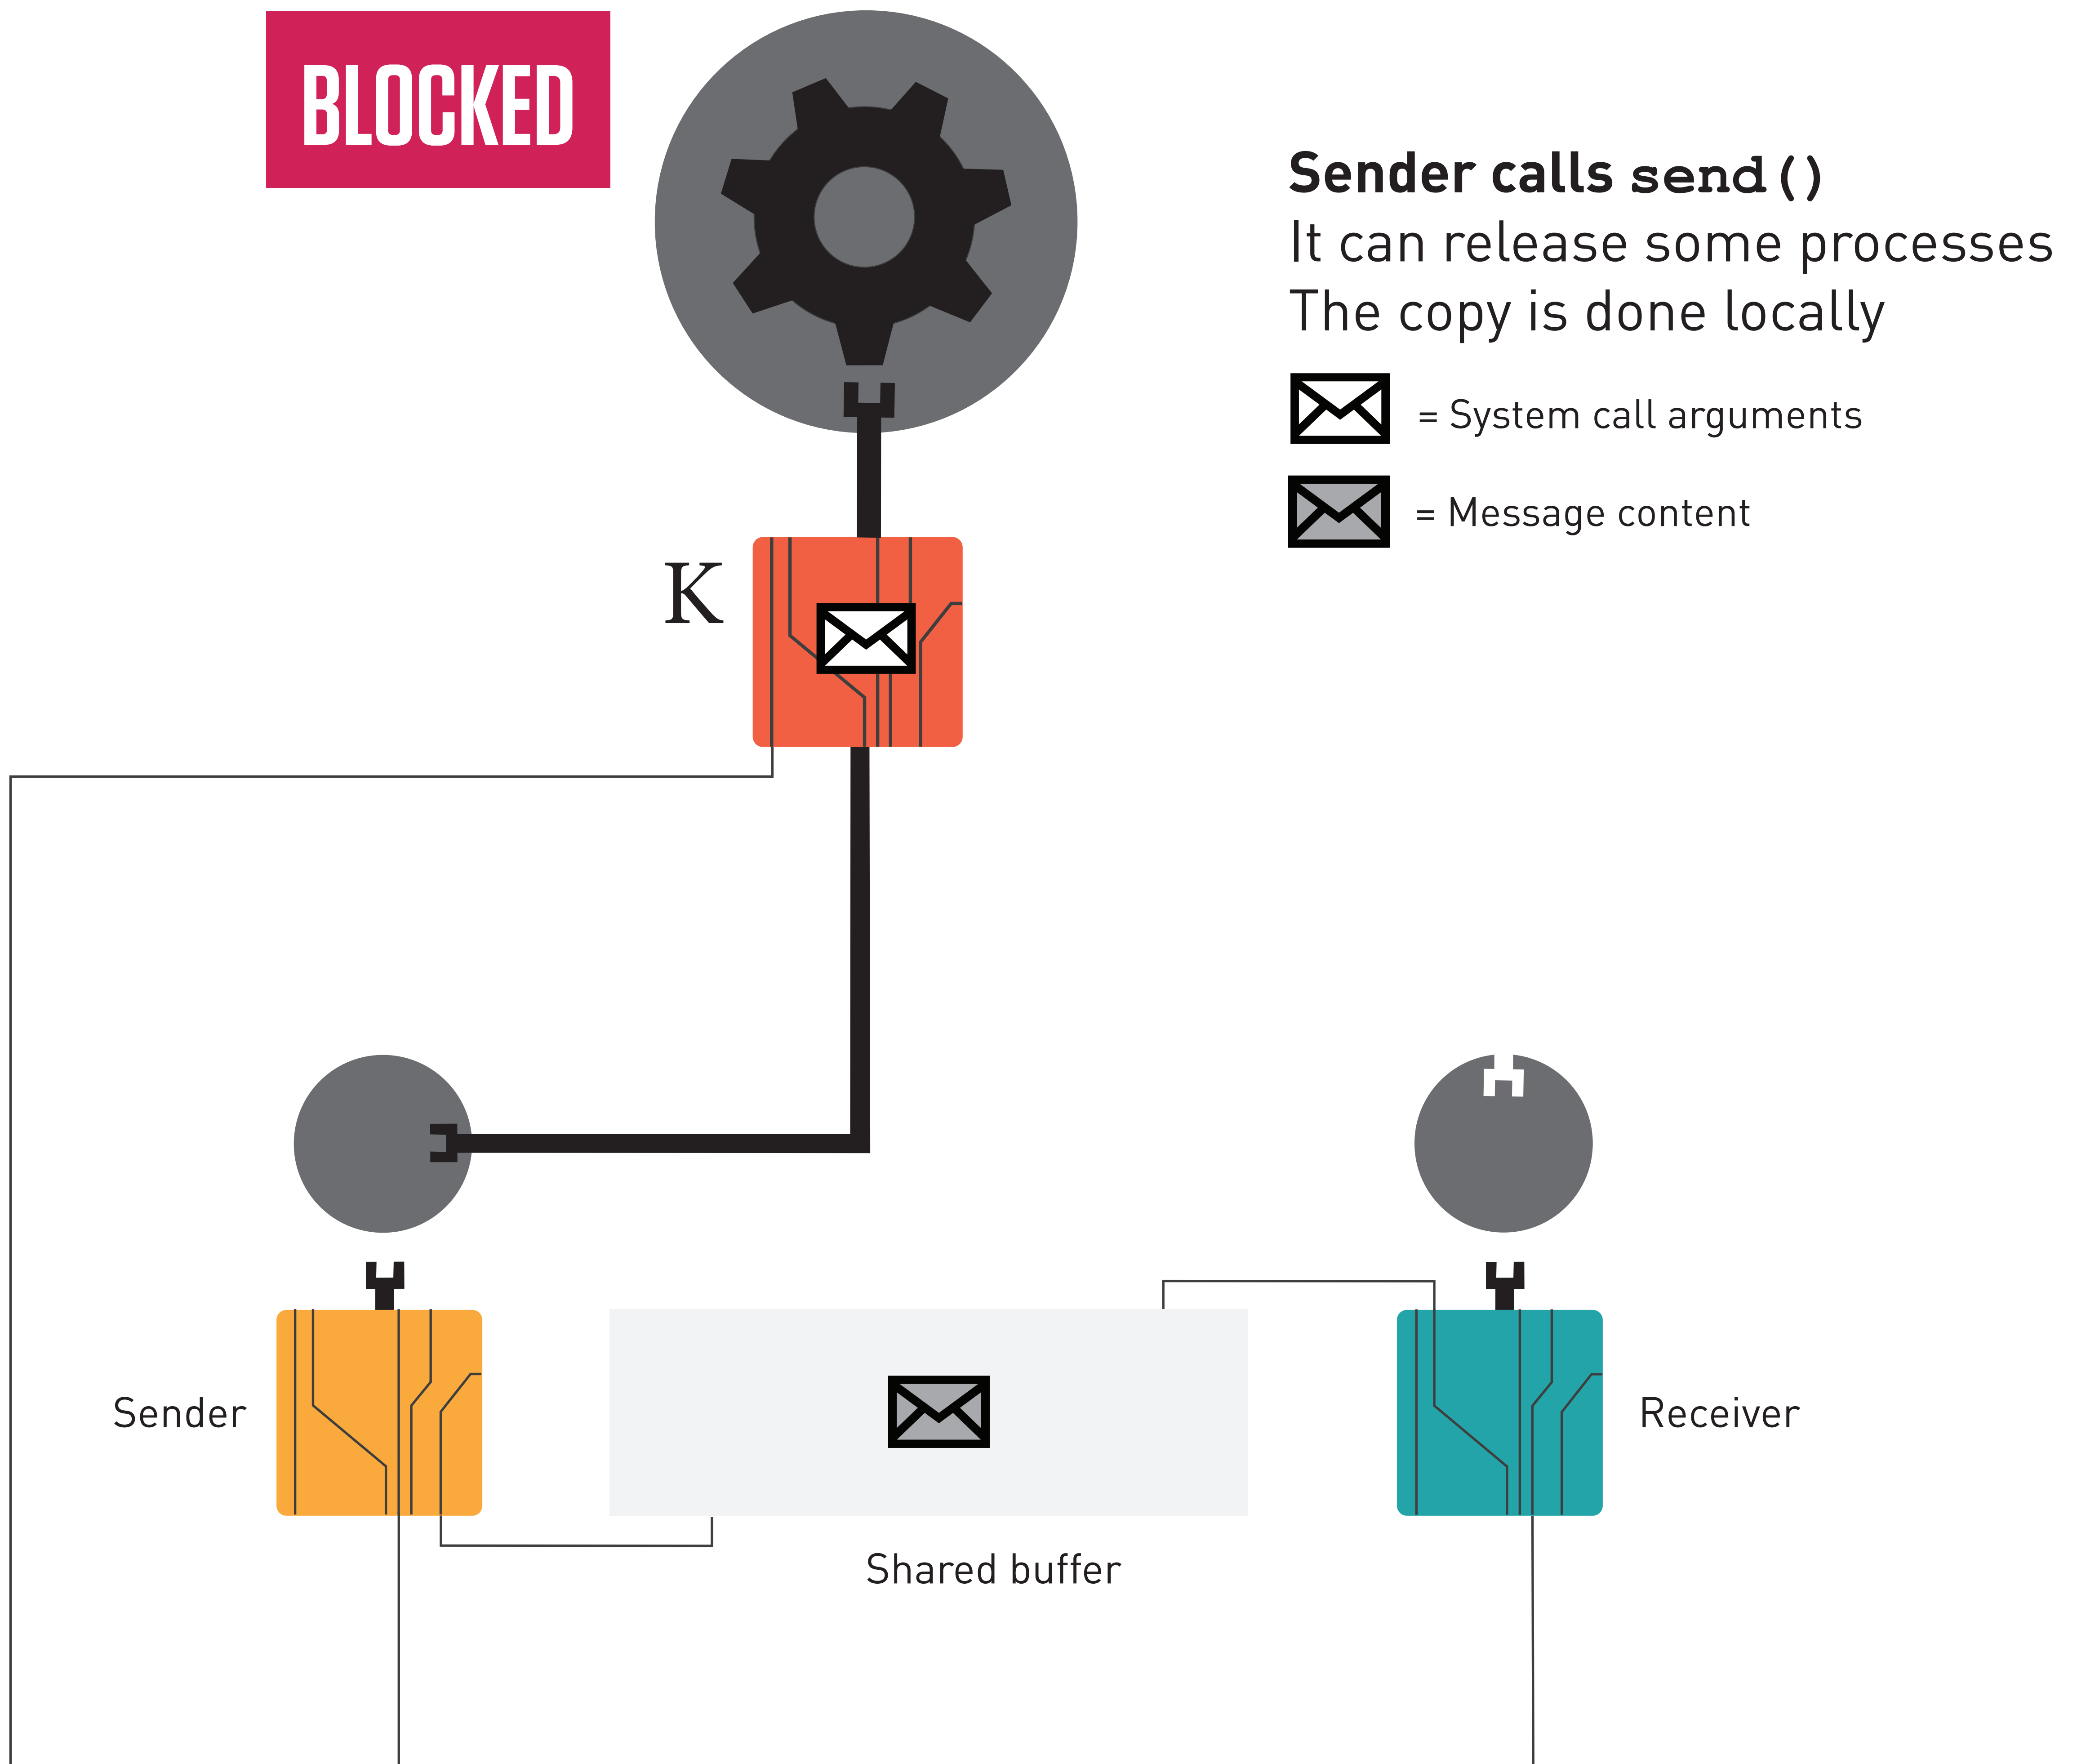 BLOCKED
Sender calls send()
It can release some processes
The copy is done locally
= System call arguments
= Message content
K
Sender
Receiver
Shared buffer